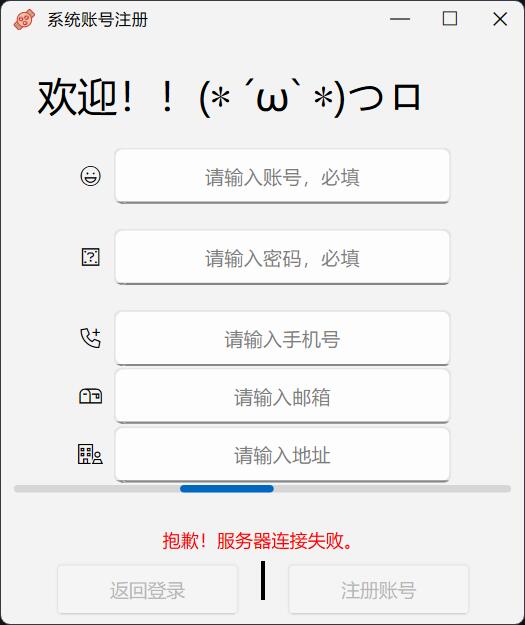 系统账号注册
欢迎！！(*´ω`*)つロ
请输入账号，必填
请输入密码，必填
请输入手机号
请输入邮箱
请输入地址
抱歉！服务器连接失败。
返回登录
注册账号